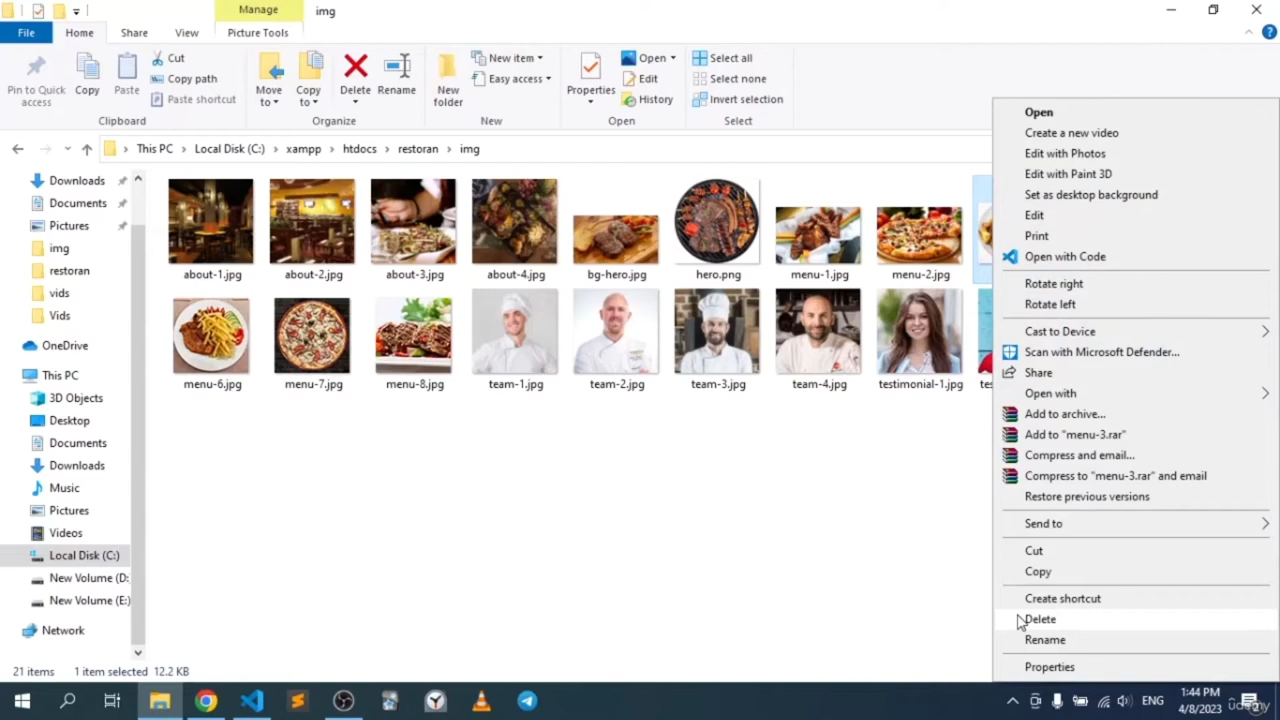 Manage
img
File
Home
Share
View
Picture Tools
Pin to Quick
access
Copy
Paste
Cut
Copy path
Paste shortcut
Clipboard
Move
to
Copy
to
Delete
Rename
Organize
New
folder
New item
Easy access
New
Properties
Open
Edit
History
Open
Select all
Select none
Invert selection
Select
This PC > Local Disk (C:) > xampp > htdocs > restoran > img
Downloads
Documents
Pictures
img
restoran
vids
Vids
OneDrive
This PC
3D Objects
Desktop
Documents
Downloads
Music
Pictures
Videos
Local Disk (C:)
New Volume (D:
New Volume (E:)
Network
about-1.jpg
about-2.jpg
about-3.jpg
about-4.jpg
bg-hero.jpg
hero.png
menu-1.jpg
menu-2.jpg
menu-6.jpg
menu-7.jpg
menu-8.jpg
team-1.jpg
team-2.jpg
team-3.jpg
team-4.jpg
testimonial-1.jpg
Open
Create a new video
Edit with Photos
Edit with Paint 3D
Set as desktop background
Edit
Print
Open with Code
Rotate right
Rotate left
Cast to Device
Scan with Microsoft Defender...
Share
Open with
Add to archive...
Add to "menu-3.rar"
Compress and email...
Compress to "menu-3.rar" and email
Restore previous versions
Send to
Cut
Copy
Create shortcut
Delete
Rename
Properties
21 items
1 item selected 12.2 KB
ENG
1:44 PM
4/8/2023
udemy